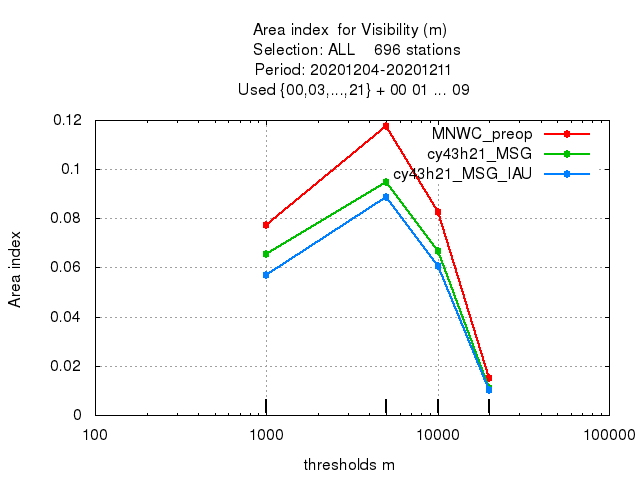 Area index  for Visibility (m)
Selection: ALL    696 stations
Period: 20201204-20201211
Used {00,03,...,21} + 00 01 ... 09
0.12
0.1
0.08
0.06
0.04
0.02
0
Area index
MNWC_preop
cy43h21_MSG
cy43h21_MSG_IAU
100
1000
10000
100000
thresholds m